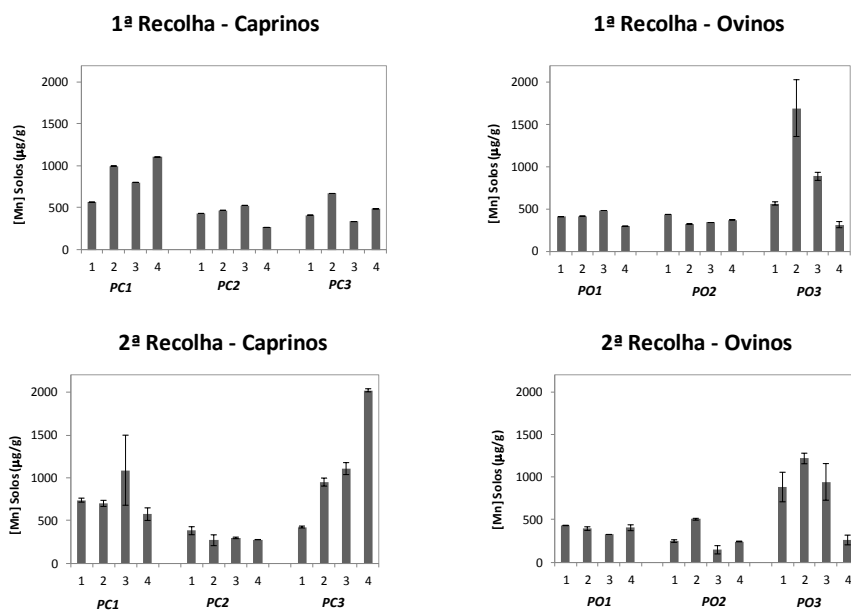 1ª Recolha - Caprinos
[Mn] Solos (µg/g)
2000
1500
1000
500
0
1 2 3 4 1 2 3 4 1 2 3 4
PC1 PC2 PC3
1ª Recolha - Ovinos
[Mn] Solos (µg/g)
2000
1500
1000
500
0
1 2 3 4 1 2 3 4 1 2 3 4
PO1 PO2 PO3
2ª Recolha - Caprinos
[Mn] Solos (µg/g)
2000
1500
1000
500
0
1 2 3 4 1 2 3 4 1 2 3 4
PC1 PC2 PC3
2ª Recolha - Ovinos
[Mn] Solos (µg/g)
2000
1500
1000
500
0
1 2 3 4 1 2 3 4 1 2 3 4
PO1 PO2 PO3